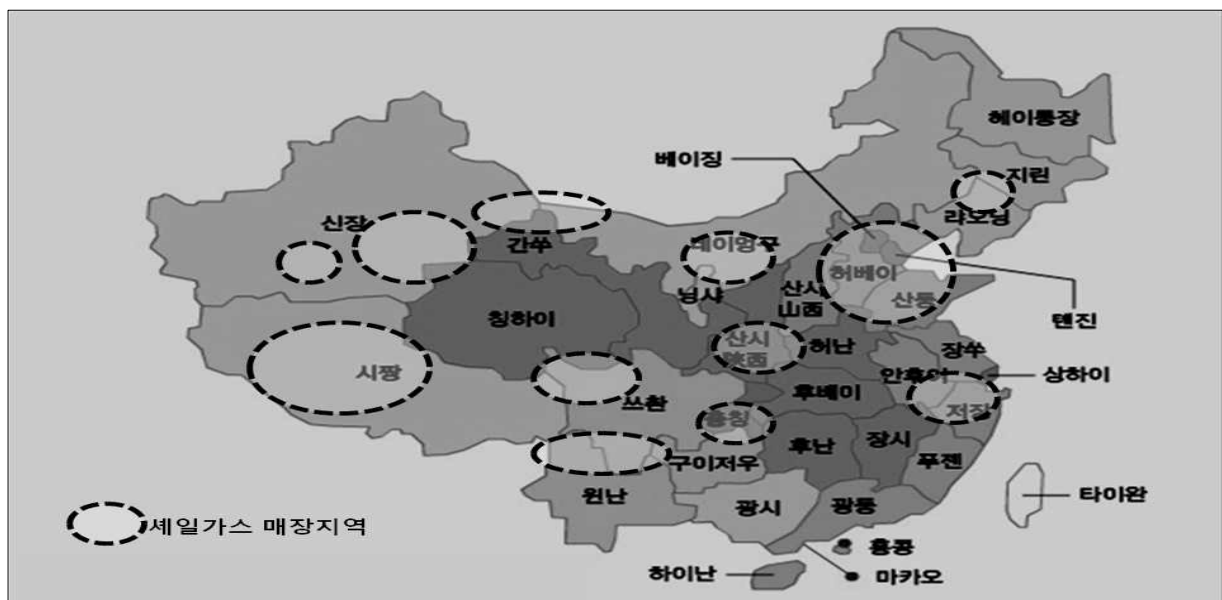 헤이룽장
베이징
지린
랴오닝
신장
간쑤
네이멍구
허베이
닝샤
산시
山西
산둥
톈진
칭하이
산시
陝西
허난
장쑤
시짱
안후이
상하이
쓰촨
후베이
저장
충칭
후난
장시
푸젠
구이저우
윈난
광시
광둥
타이완
셰일가스 매장지역
홍콩
하이난
마카오